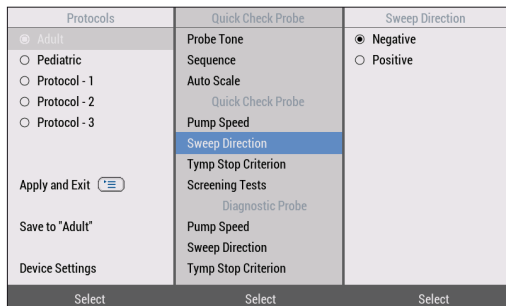 Protocols
Adult
Pediatric
Protocol - 1
Protocol - 2
Protocol - 3
Apply and Exit
Save to "Adult"
Device Settings
Select
Quick Check Probe
Probe Tone
Sequence
Auto Scale
Quick Check Probe
Pump Speed
Sweep Direction
Tymp Stop Criterion
Screening Tests
Diagnostic Probe
Pump Speed
Sweep Direction
Tymp Stop Criterion
Select
Sweep Direction
Negative
Positive
Select